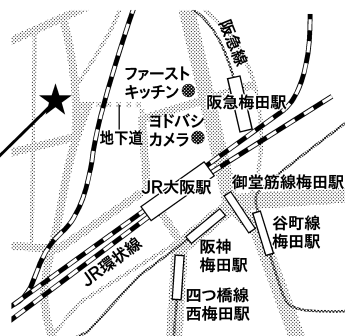 阪急線
ファースト
キッチン
阪急梅田駅
地下道
ヨドバシ
カメラ
JR大阪駅
御堂筋線梅田駅
谷町線
梅田駅
JR環状線
阪神
梅田駅
四つ橋線
西梅田駅